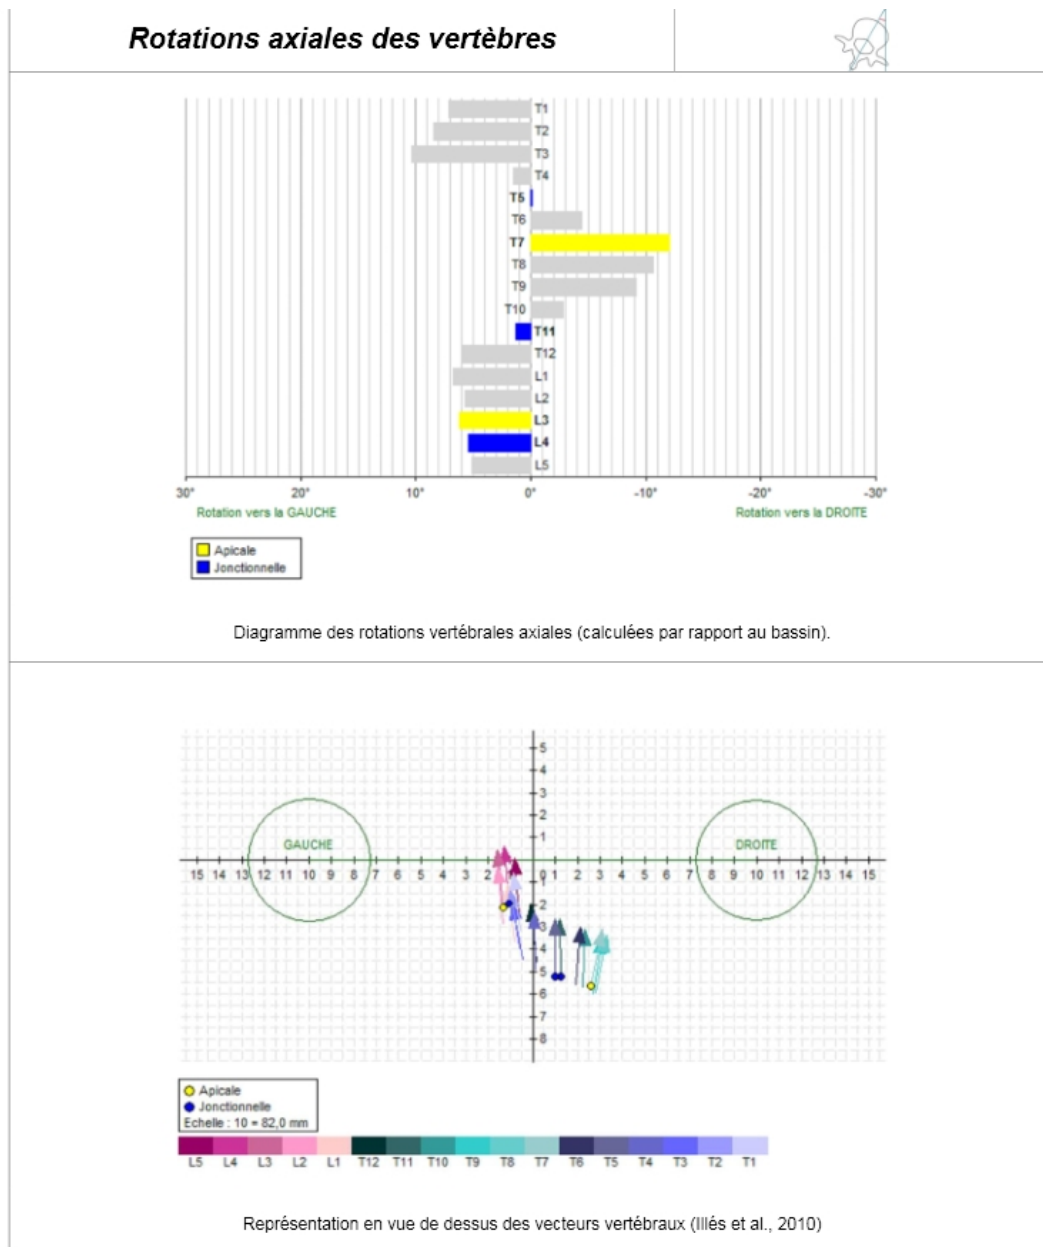 Rotations axiales des vertèbres
T1
T2
T3
T4
T5
T6
T7
T8
T9
T10
T11
T12
L1
L2
L3
L4
L5
30° 20° 10° 0° -10° -20° -30°
Rotation vers la GAUCHE Rotation vers la DROITE
Apicale
Jonctionnelle
Diagramme des rotations vertébrales axiales (calculées par rapport au bassin).
5
4
3
2
1
GAUCHE DROITE
15 14 13 12 11 10 9 8 7 6 5 4 3 2 0 1 2 3 4 5 6 7 8 9 10 11 12 13 14 15
1
2
3
4
5
6
7
8
Apicale
Jonctionnelle
Echelle : 10 = 82,0 mm
L5 L4 L3 L2 L1 T12 T11 T10 T9 T8 T7 T6 T5 T4 T3 T2 T1
Représentation en vue de dessus des vecteurs vertébraux (Illés et al., 2010)